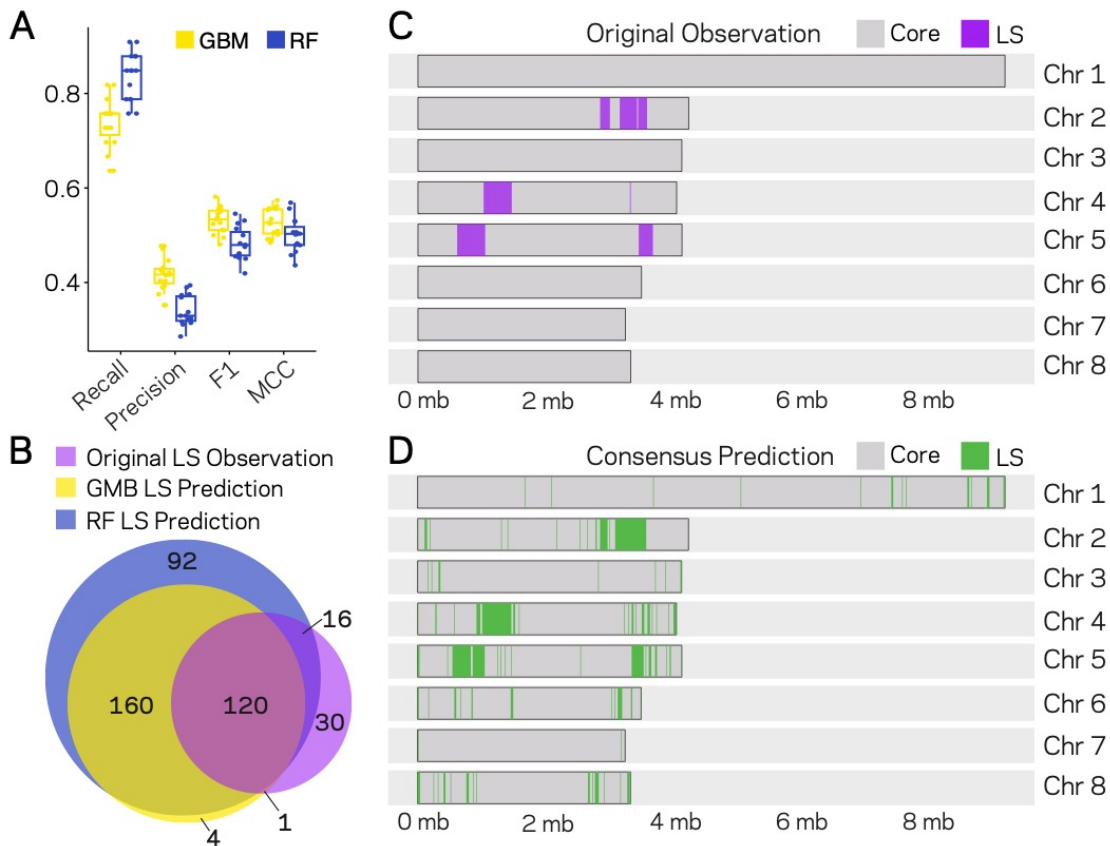 A
GBM RF
0.8
0.6
0.4
Recall
Precision
F1
MCC
B
Original LS Observation
GMB LS Prediction
RF LS Prediction
92
16
160
120
30
1
4
C
Original Observation Core LS
Chr 1
Chr 2
Chr 3
Chr 4
Chr 5
Chr 6
Chr 7
Chr 8
0 mb 2 mb 4 mb 6 mb 8 mb
D
Consensus Prediction Core LS
Chr 1
Chr 2
Chr 3
Chr 4
Chr 5
Chr 6
Chr 7
Chr 8
0 mb 2 mb 4 mb 6 mb 8 mb